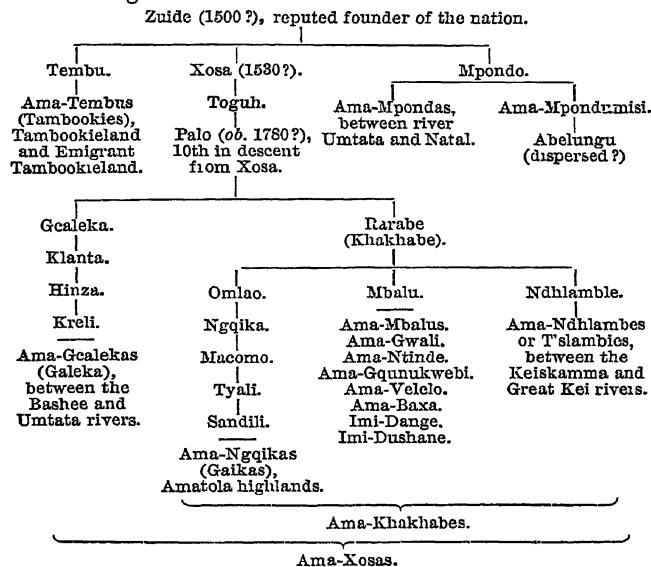 Zuide (1500 ?), reputed founder of the nation.
Tembu.
Ama-Tembus
(Tambookies),
Tambookieland
and Emigrant
Tambookieland.
Xosa (1530?).
Toguh.
Palo (ob. 1780?),
10th in descent
from Xosa.
Mpondo.
Ama-Mpondas,
between river
Umtata and Natal.
Ama-Mpondumisi.
Abelungu
(dispersed ?)
Gcaleka.
Klanta.
Hinza.
Kreli.
Ama-Gcalekas
(Galeka),
between the
Bashee and
Umtata rivers.
Rarabe
(Khakhabe).
Omlao.
Ngqika.
Macomo.
Tyali.
Sandili.
Ama-Ngqikas
(Gaikas),
Amatola highlands.
Mbalu.
Ama-Mbalus.
Ama-Gwali.
Ama-Ntinde.
Ama-Gqunukwebi.
Ama-Velelo.
Ama-Baxa.
Imi-Dange.
Imi-Dushane.
Ndhlamble.
Ama-Ndhlambes
or T'slambies,
between the
Keiskamma and
Great Kei rivers.
Ama-Khakhabes.
Ama-Xosas.